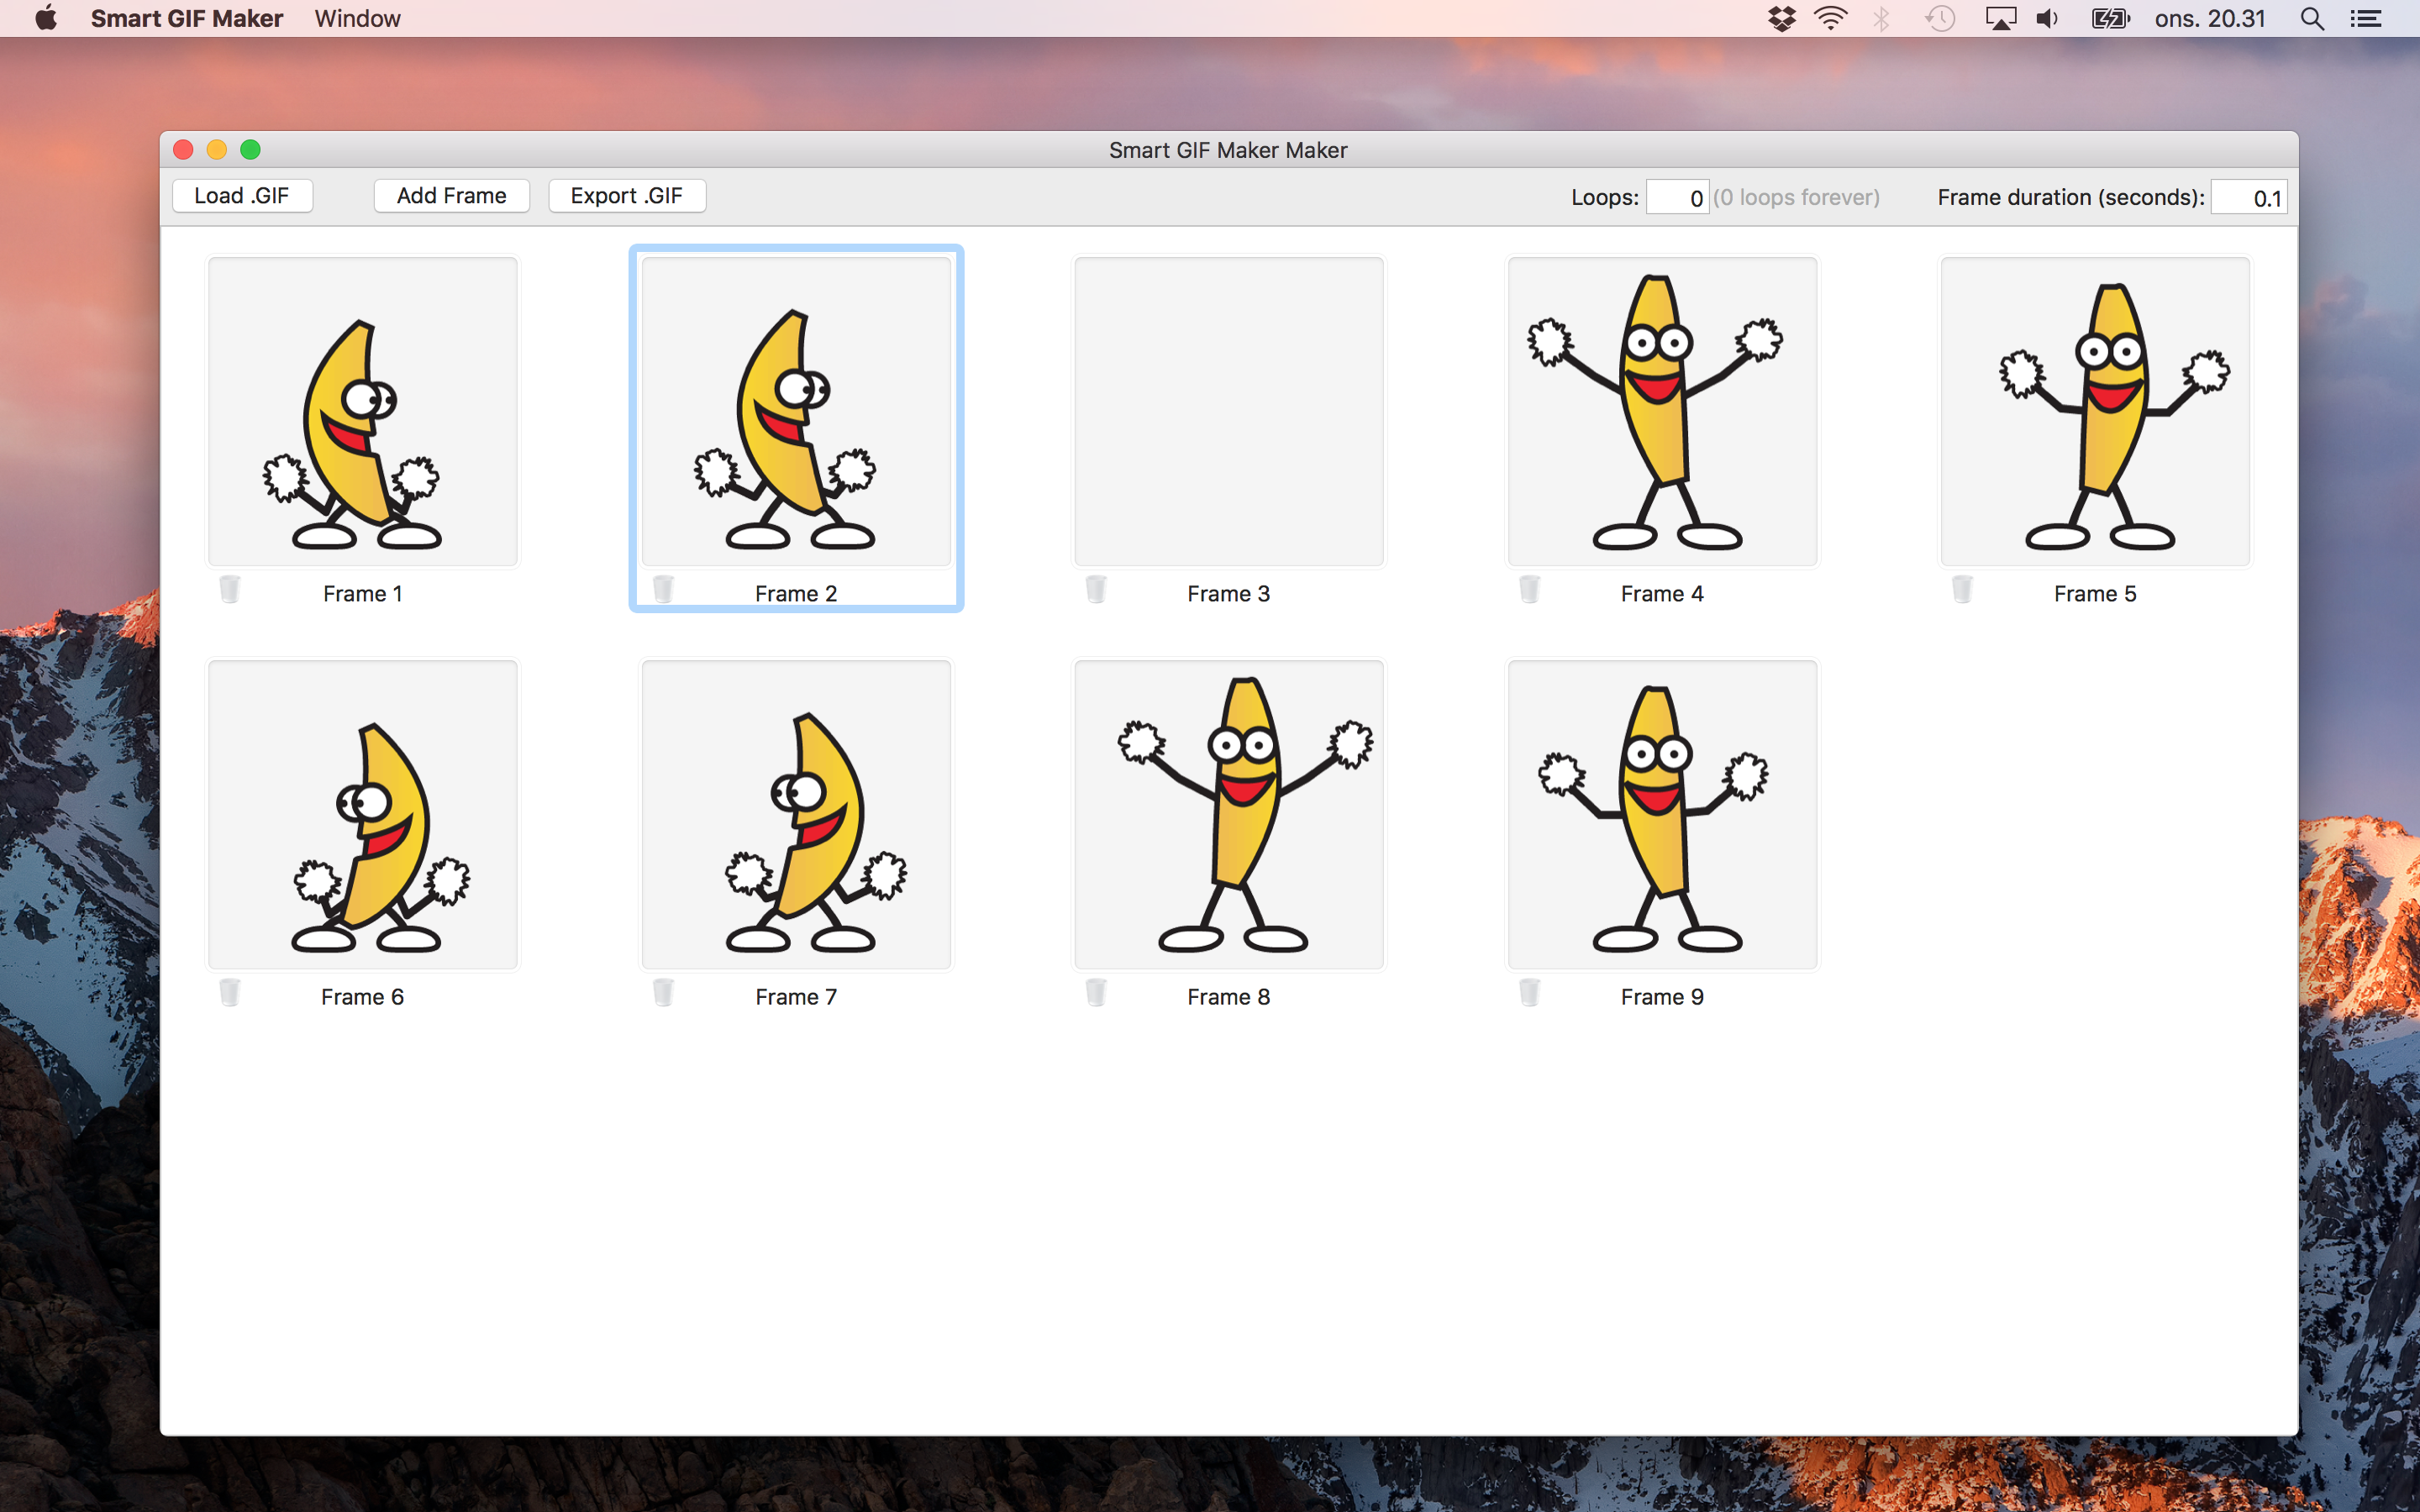 Smart GIF Maker Window ons. 20.31
Smart GIF Maker Maker
Load .GIF Add Frame Export .GIF Loops: 0 (0 loops forever) Frame duration (seconds): 0.1
Frame 1 Frame 2 Frame 3 Frame 4 Frame 5
Frame 6 Frame 7 Frame 8 Frame 9